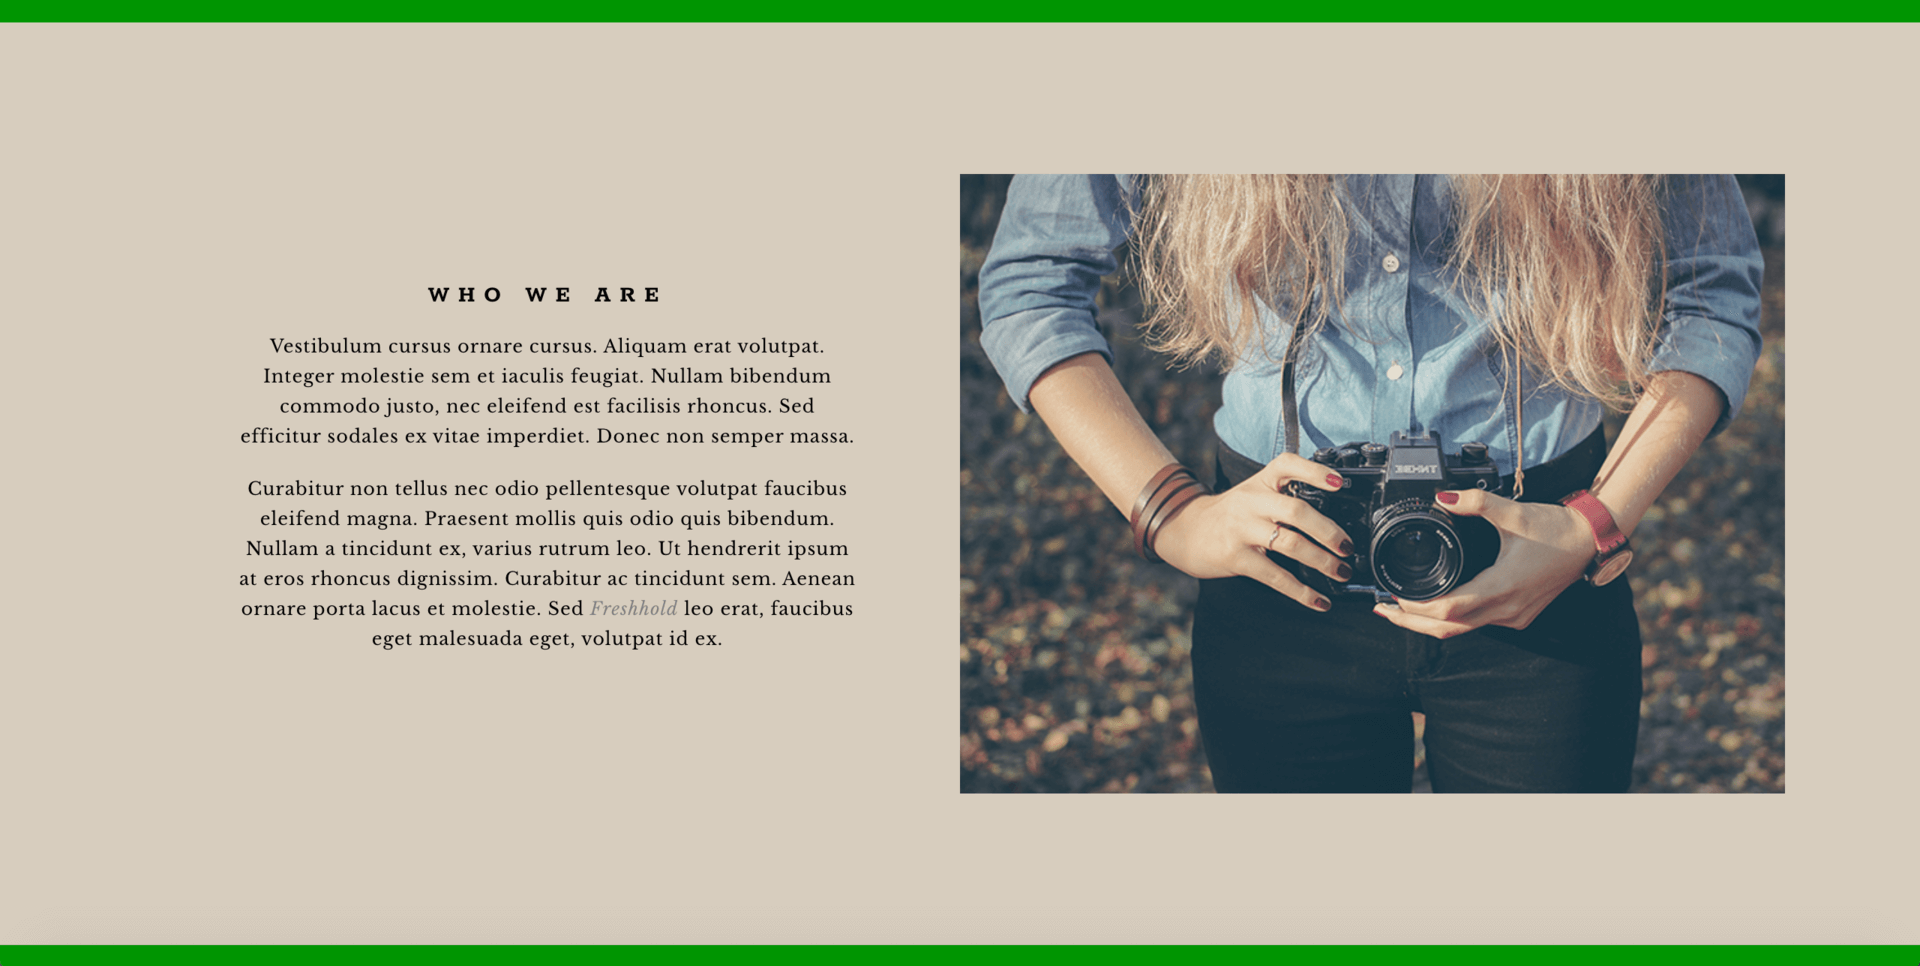 WHO WE ARE
Vestibulum cursus ornare cursus. Aliquam erat volutpat.
Integer molestie sem et iaculis feugiat. Nullam bibendum
commodo justo, nec eleifend est facilisis rhoncus. Sed
efficitur sodales ex vitae imperdiet. Donec non semper massa.
Curabitur non tellus nec odio pellentesque volutpat faucibus
eleifend magna. Praesent mollis quis odio quis bibendum.
Nullam a tincidunt ex, varius rutrum leo. Ut hendrerit ipsum
at eros rhoncus dignissim. Curabitur ac tincidunt sem. Aenean
ornare porta lacus et molestie. Sed Freshhold leo erat, faucibus
eget malesuada eget, volutpat id ex.